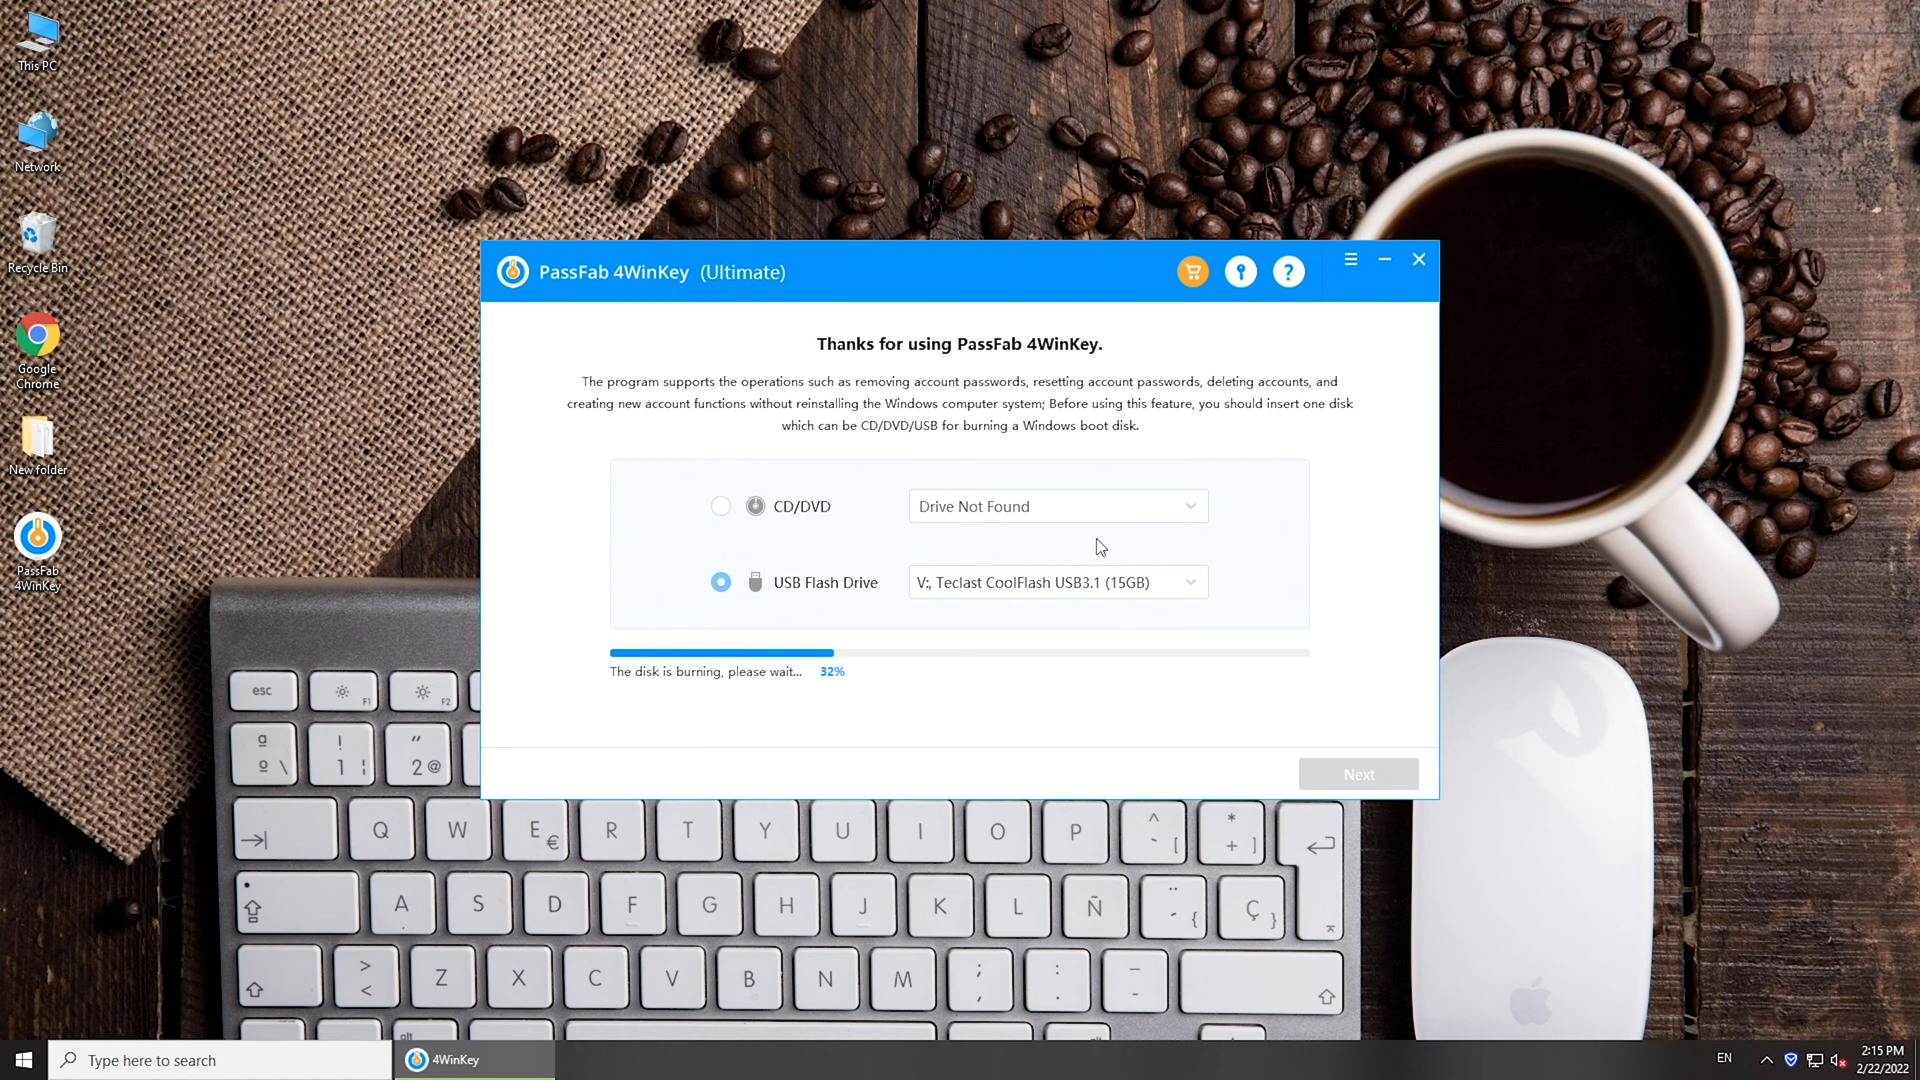 This PC
Network
Recycle Bin
Google
Chrome
New folder
PassFab
4WinKey
PassFab 4WinKey (Ultimate)
?
Thanks for using PassFab 4WinKey.
The program supports the operations such as removing account passwords, resetting account passwords, deleting accounts, and
creating new account functions without reinstalling the Windows computer system; Before using this feature, you should insert one disk
which can be CD/DVD/USB for burning a Windows boot disk.
CD/DVD
Drive Not Found
USB Flash Drive
V:, Teclast CoolFlash USB3.1 (15GB)
The disk is burning, please wait... 32%
Next
esc F1 F2
ª º \ ! 1 ¦ “ 2 @
Q W E € R T Y U I O P ^ ` [ * + ]
A S D F G H J K L Ñ ¨ ´ { Ç }
> < Z X C V B N M ; , : . _ -
alt
Type here to search
4WinKey
EN
2:15 PM
2/22/2022